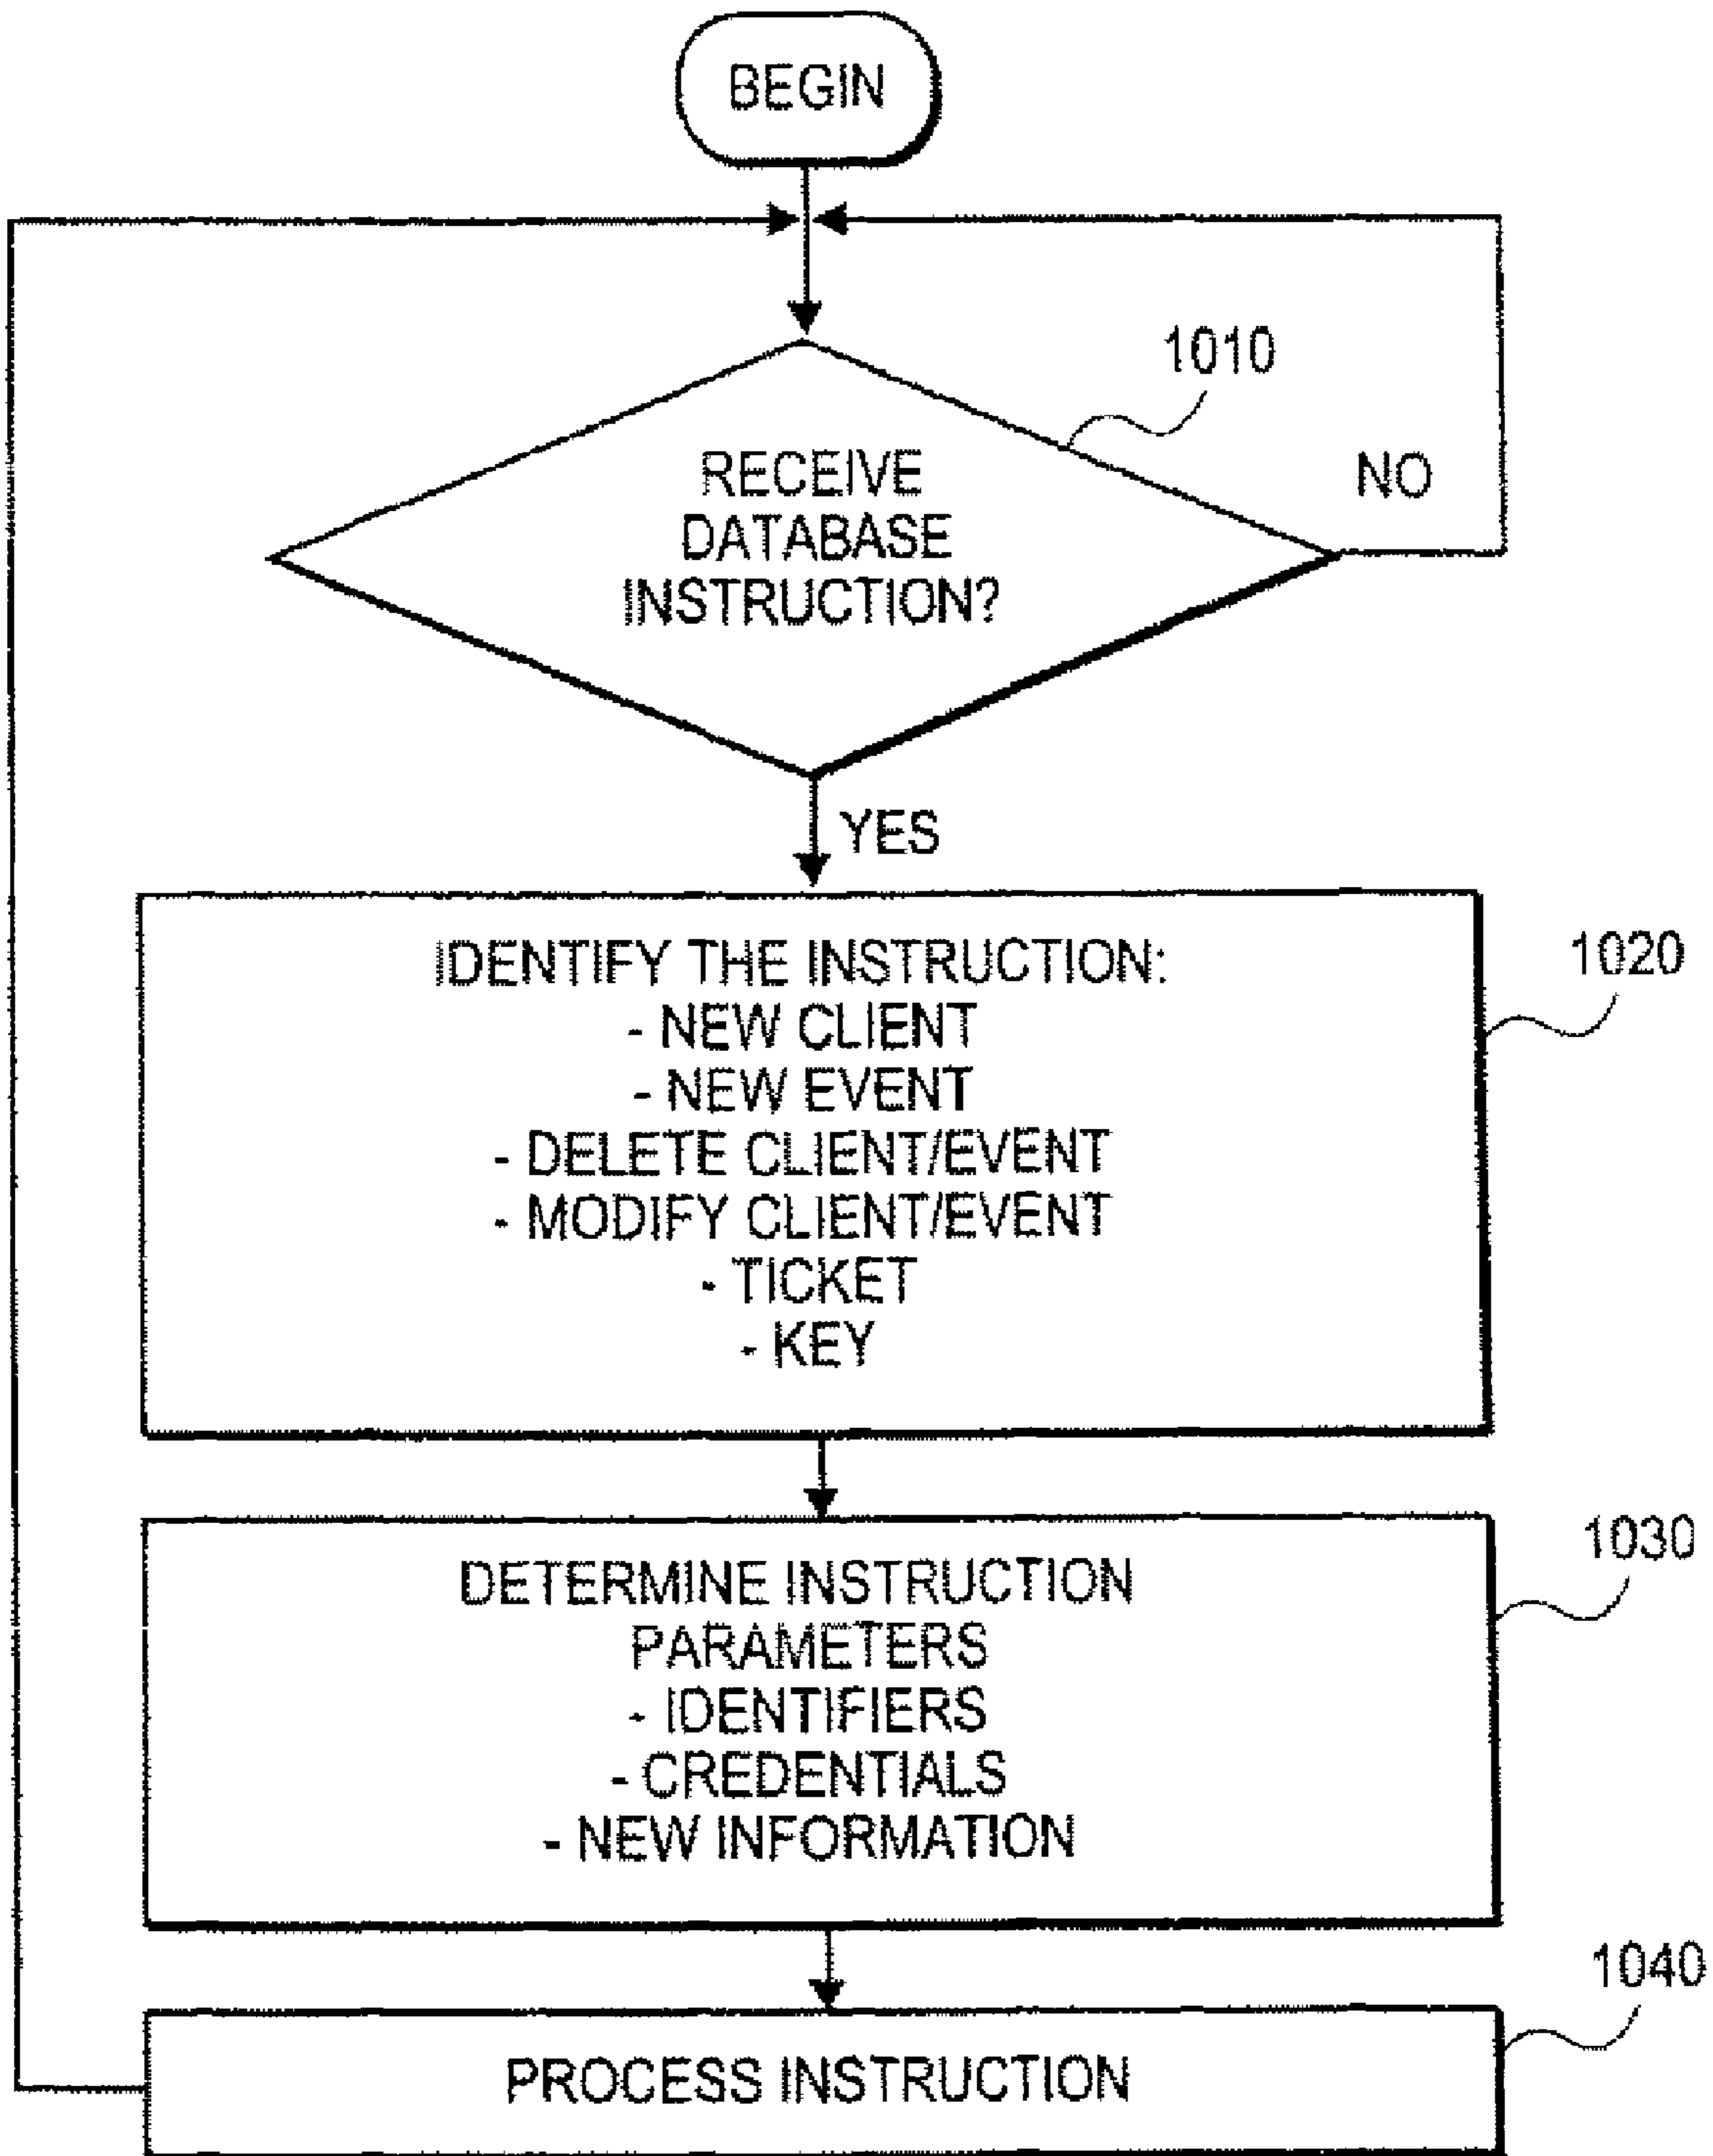 BEGIN
1010
RECEIVE
DATABASE
INSTRUCTION?
NO
YES
IDENTIFY THE INSTRUCTION:
- NEW CLIENT
- NEW EVENT
- DELETE CLIENT/EVENT
- MODIFY CLIENT/EVENT
- TICKET
- KEY
1020
DETERMINE INSTRUCTION
PARAMETERS
- IDENTIFIERS
- CREDENTIALS
- NEW INFORMATION
1030
PROCESS INSTRUCTION
1040